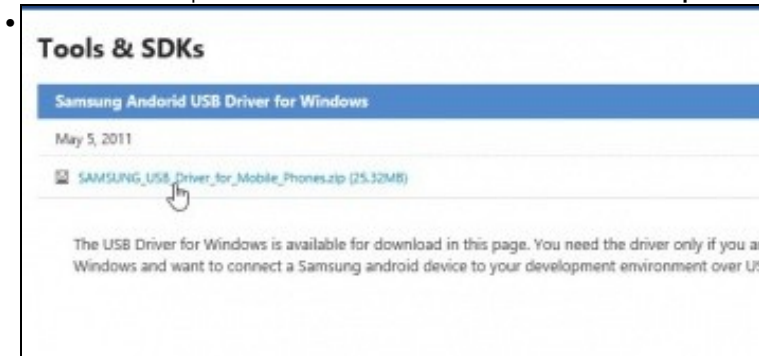 Tools & SDKs
Samsung Andorid USB Driver for Windows
May 5, 2011
SAMSUNG_USB_Driver_for_Mobile_Phones.zip (25.32MB)
The USB Driver for Windows is available for download in this page. You need the driver only if you
Windows and want to connect a Samsung android device to your development environment over